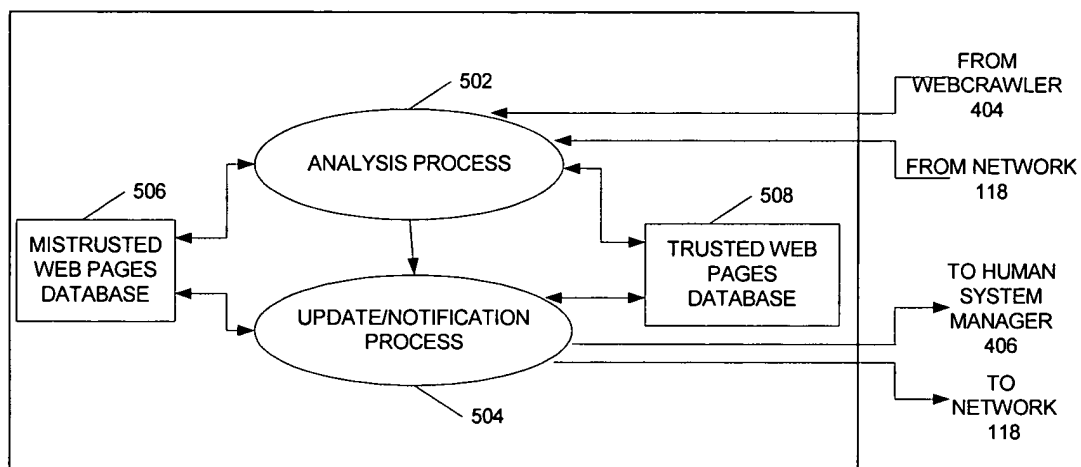 502
ANALYSIS PROCESS
506
MISTRUSTED
WEB PAGES
DATABASE
508
TRUSTED WEB
PAGES
DATABASE
UPDATE/NOTIFICATION
PROCESS
504
FROM
WEBCRAWLER
404
FROM NETWORK
118
TO HUMAN
SYSTEM
MANAGER
406
TO
NETWORK
118